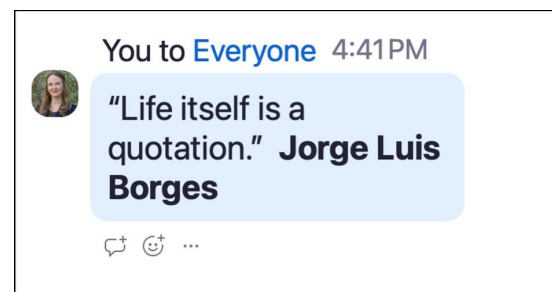 You to Everyone 4:41 PM
“Life itself is a
quotation.” Jorge Luis
Borges